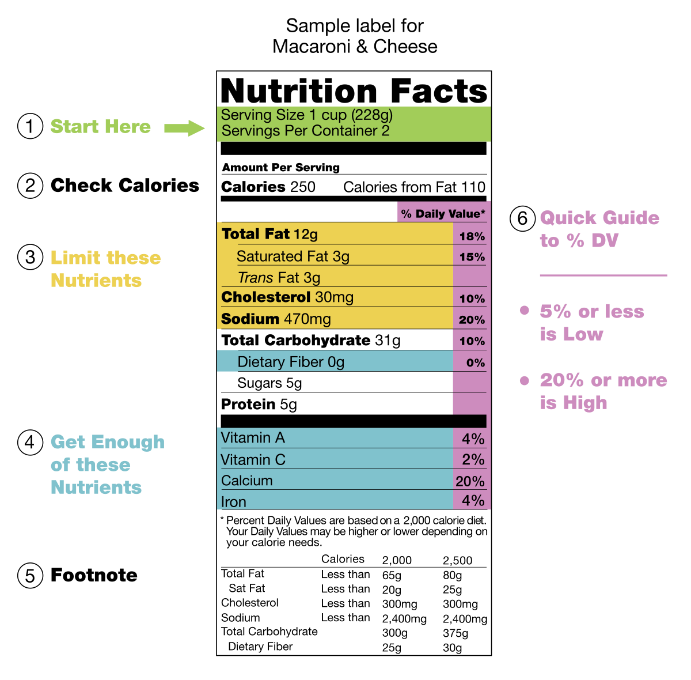 Sample label for
Macaroni & Cheese
Nutrition Facts
1 Start Here
Serving Size 1 cup (228g)
Servings Per Container 2
Amount Per Serving
2 Check Calories
Calories 250 Calories from Fat 110
% Daily Value*
3 Limit these
Nutrients
Total Fat 12g 18%
Saturated Fat 3g 15%
Trans Fat 3g
Cholesterol 30mg 10%
Sodium 470mg 20%
Total Carbohydrate 31g 10%
Dietary Fiber 0g 0%
Sugars 5g
Protein 5g
4 Get Enough
of these
Nutrients
Vitamin A 4%
Vitamin C 2%
Calcium 20%
Iron 4%
* Percent Daily Values are based on a 2,000 calorie diet.
Your Daily Values may be higher or lower depending on
your calorie needs.
5 Footnote
Calories 2,000 2,500
Total Fat Less than 65g 80g
Sat Fat Less than 20g 25g
Cholesterol Less than 300mg 300mg
Sodium Less than 2,400mg 2,400mg
Total Carbohydrate 300g 375g
Dietary Fiber 25g 30g
6 Quick Guide
to % DV
• 5% or less
is Low
• 20% or more
is High